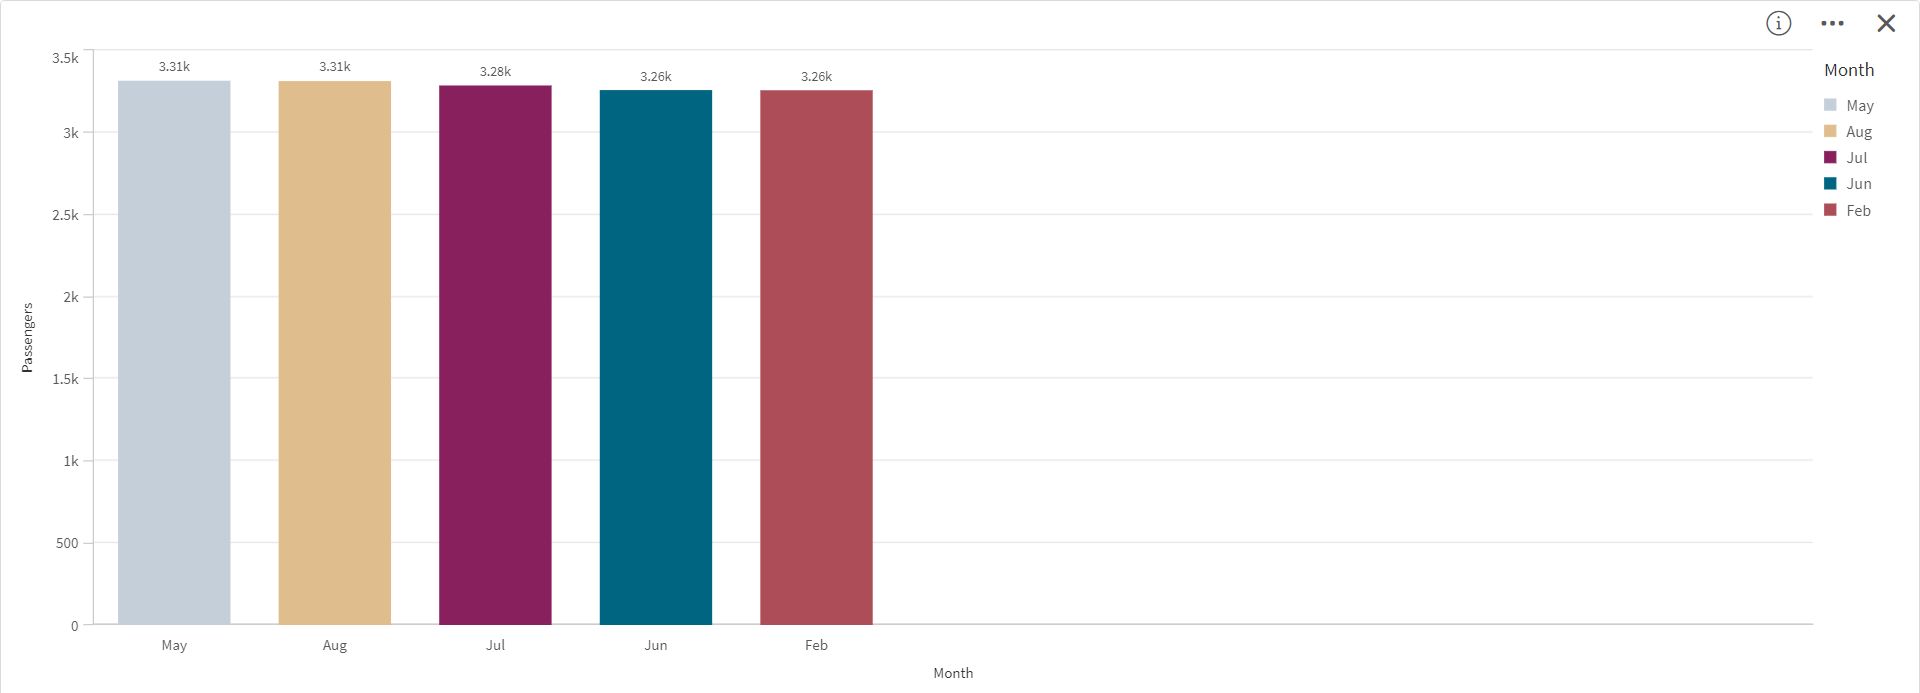 3.5k
3k
2.5k
2k
1.5k
1k
500
0
Passengers
3.31k
3.31k
3.28k
3.26k
3.26k
May
Aug
Jul
Jun
Feb
Month
Month
May
Aug
Jul
Jun
Feb